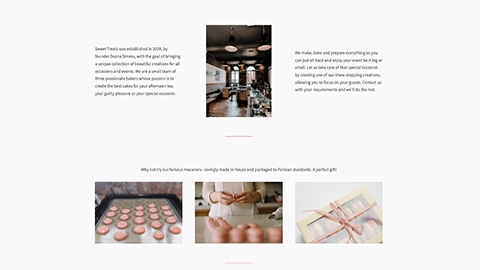 Sweet Treats was established in 2009, by
founder Donna Simms, with the goal of bringing
a unique collection of beautiful creations for all
occasions and events. We are a small team of
three passionate bakers whose passion is to
create the best cakes for your afternoon tea,
your guilty pleasure or your special occasion.
We make, bake and prepare everything so you
can just sit back and enjoy your event be it big or
small. Let us take care of that special occasion
by creating one of our show-stopping creations,
allowing you to focus on your guests. Contact us
with your requirements and we'll do the rest.
Why not try our famous macarons- lovingly made in-house and packaged to Parisian standards. A perfect gift!